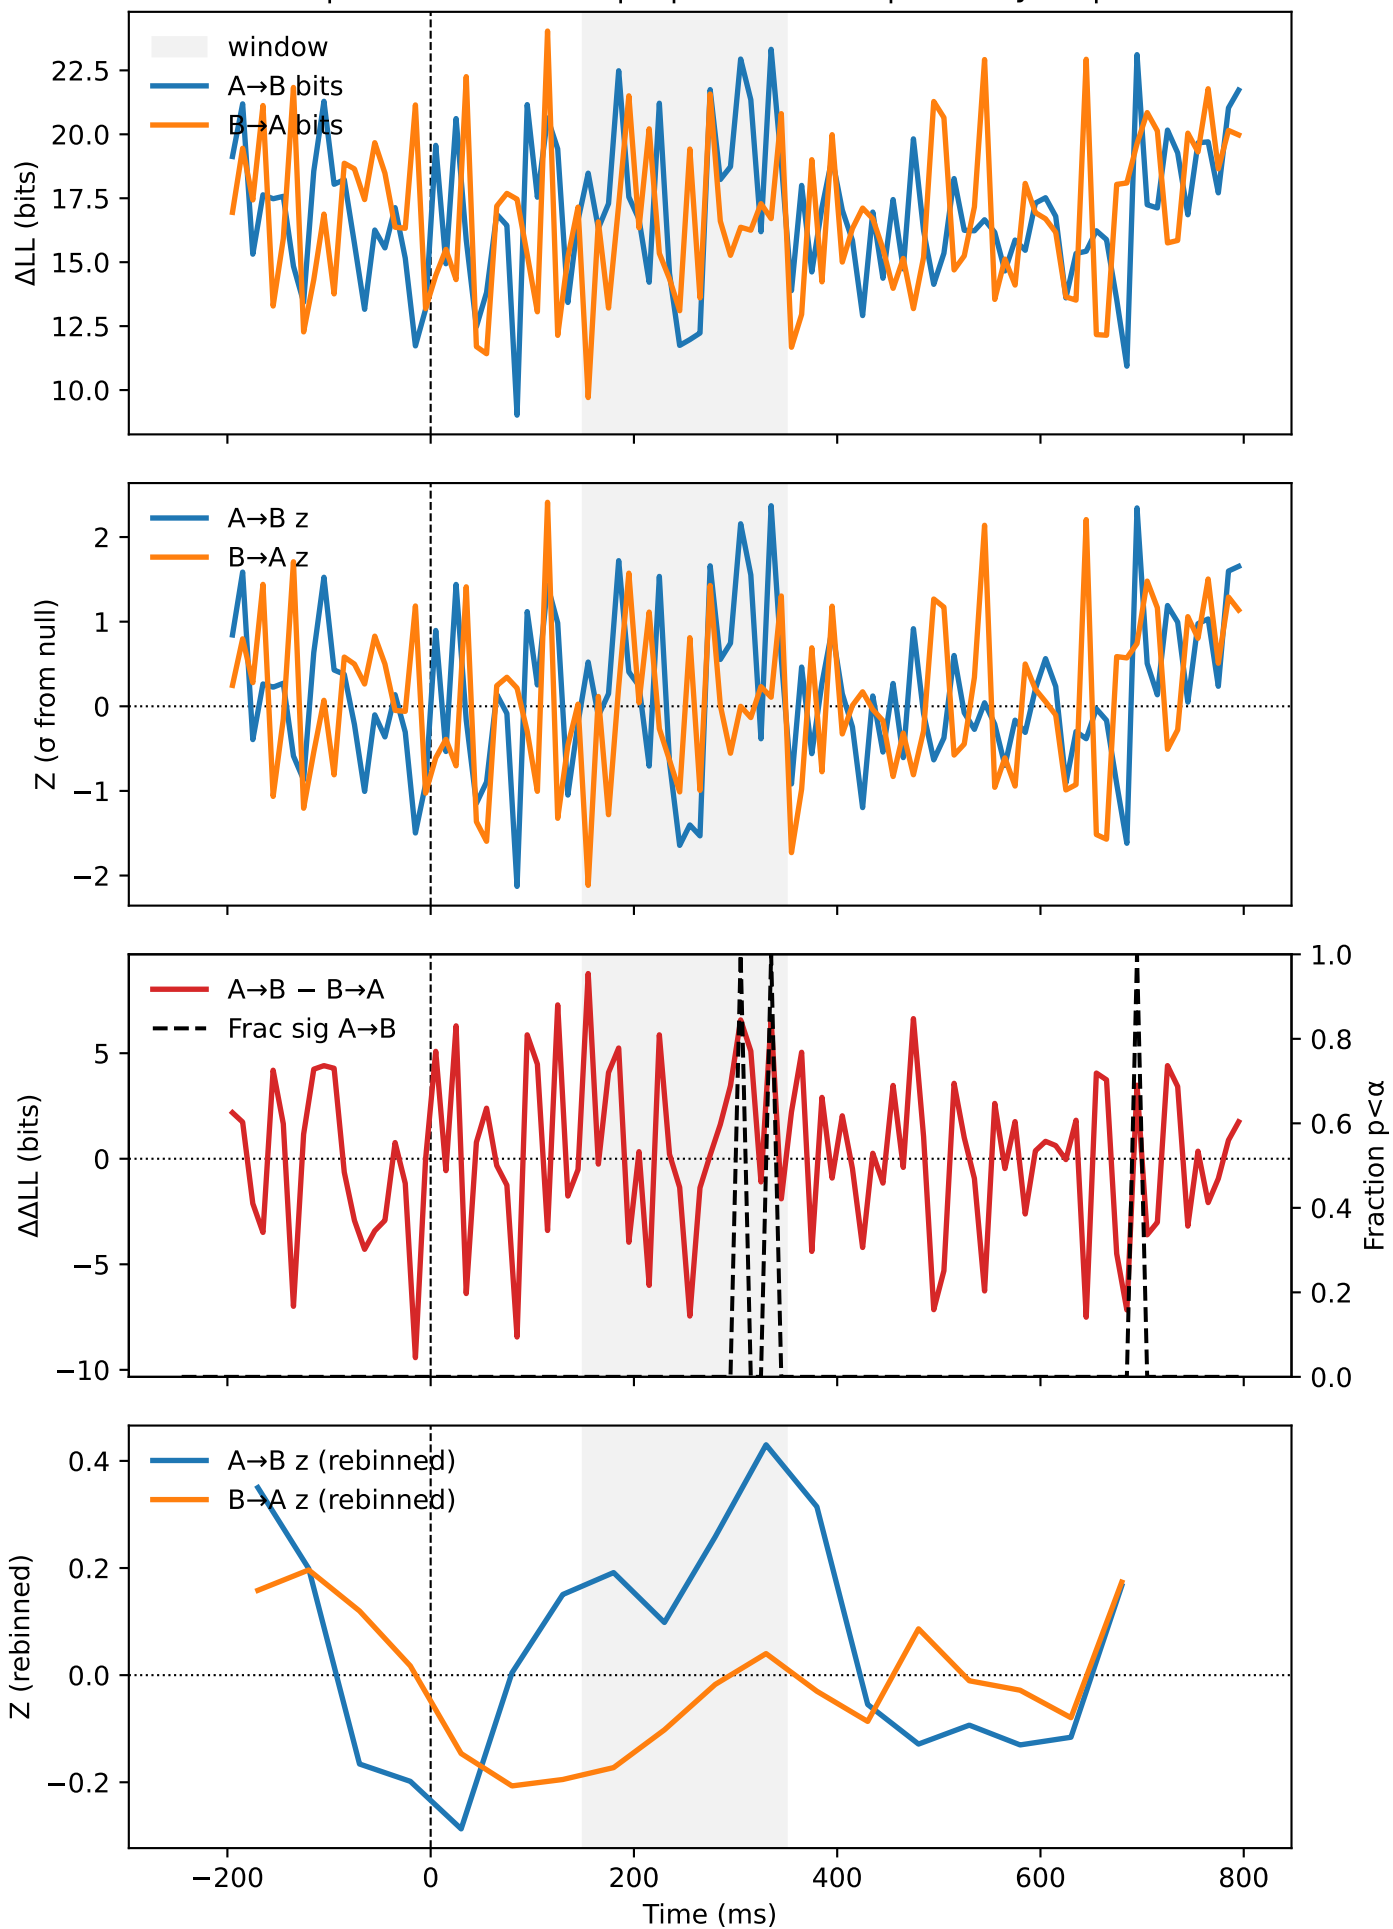 window
A→B bits
B→A bits
ΔLL (bits)
22.5
20.0
17.5
15.0
12.5
10.0
A→B z
B→A z
Z (σ from null)
2
1
0
−1
−2
A→B − B→A
Frac sig A→B
ΔΔLL (bits)
5
0
−5
−10
1.0
0.8
0.6
0.4
0.2
0.0
Fraction p<α
A→B z (rebinned)
B→A z (rebinned)
Z (rebinned)
0.4
0.2
0.0
−0.2
−200
0
200
400
600
800
Time (ms)